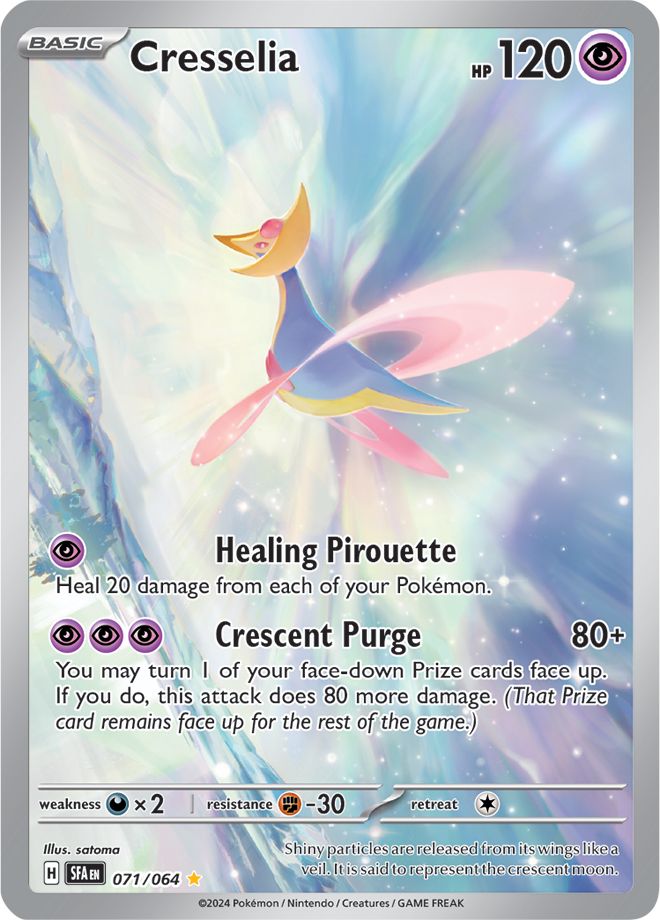 BASIC
Cresselia
HP 120
Healing Pirouette
Heal 20 damage from each of your Pokémon.
Crescent Purge 80+
You may turn 1 of your face-down Prize cards face up.
If you do, this attack does 80 more damage. (That Prize
card remains face up for the rest of the game.)
weakness ×2 resistance -30 retreat
Illus. satoma
Shiny particles are released from its wings like a
veil. It is said to represent the crescent moon.
H SFA EN 071/064
©2024 Pokémon / Nintendo / Creatures / GAME FREAK